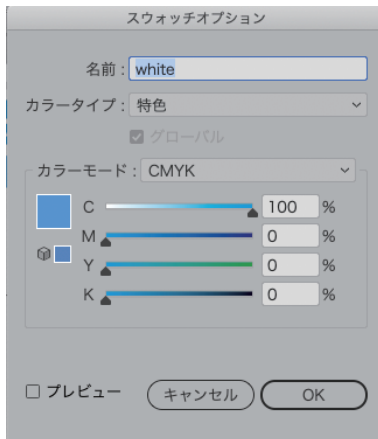 スウォッチオプション
名前 : white
カラータイプ : 特色
グローバル
カラーモード : CMYK
C 100 %
M 0 %
Y 0 %
K 0 %
プレビュー キャンセル OK